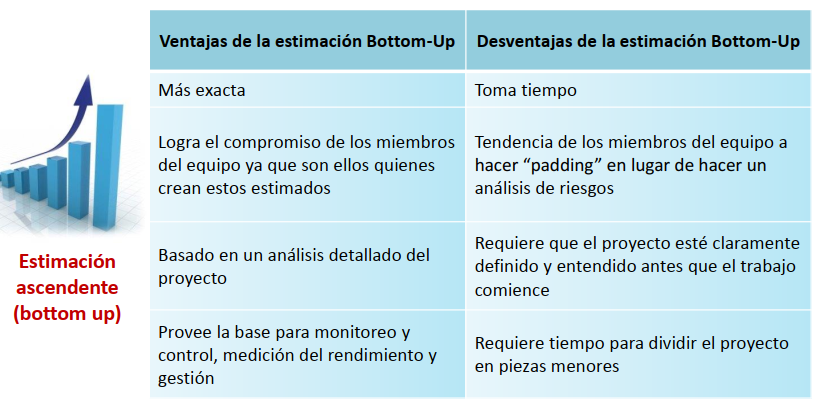 Ventajas de la estimación Bottom-Up
Desventajas de la estimación Bottom-Up
Más exacta
Toma tiempo
Logra el compromiso de los miembros
del equipo ya que son ellos quienes
crean estos estimados
Tendencia de los miembros del equipo a
hacer “padding” en lugar de hacer un
análisis de riesgos
Estimación
ascendente
(bottom up)
Basado en un análisis detallado del
proyecto
Requiere que el proyecto esté claramente
definido y entendido antes que el trabajo
comience
Provee la base para monitoreo y
control, medición del rendimiento y
gestión
Requiere tiempo para dividir el proyecto
en piezas menores